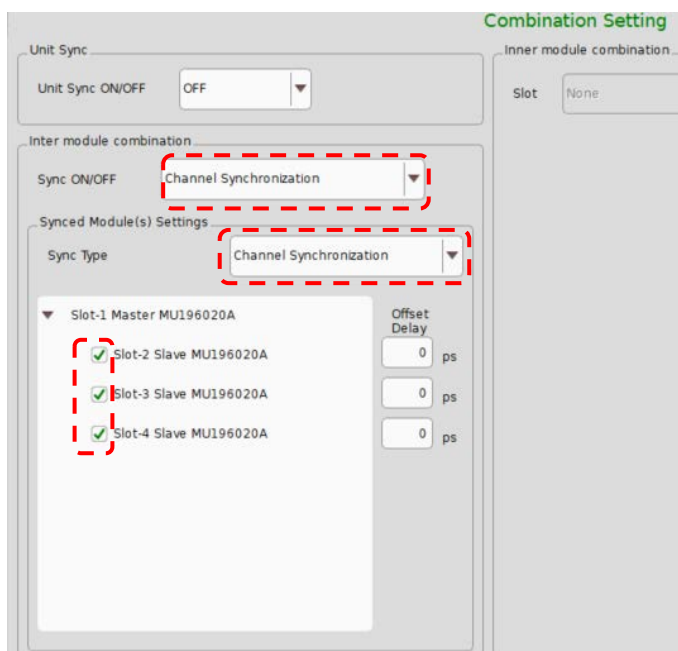 Combination Setting
Unit Sync
Unit Sync ON/OFF OFF
Inner module combination
Slot None
Inter module combination
Sync ON/OFF Channel Synchronization
Synced Module(s) Settings
Sync Type Channel Synchronization
Slot-1 Master MU196020A
Offset
Delay
Slot-2 Slave MU196020A 0 ps
Slot-3 Slave MU196020A 0 ps
Slot-4 Slave MU196020A 0 ps